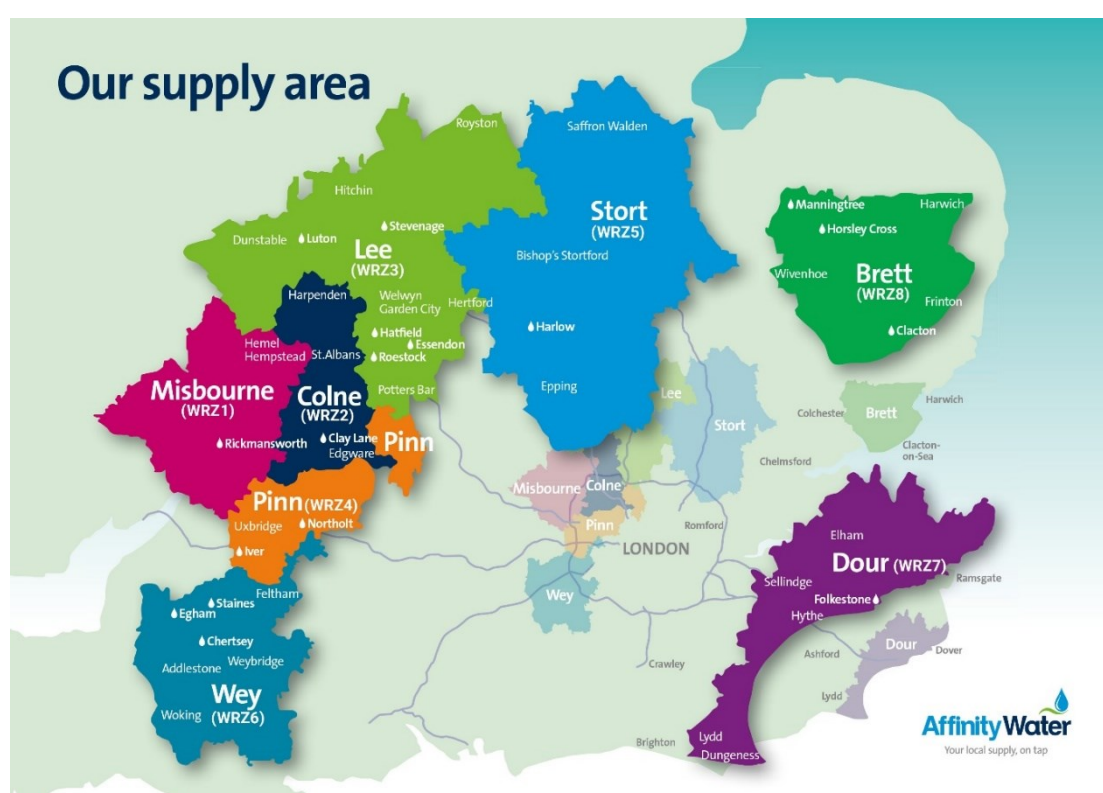 Our supply area
Royston
Saffron Walden
Hitchin
Stevenage
Dunstable
Luton
Lee
(WRZ3)
Stort
(WRZ5)
Bishop's Stortford
Manningtree
Harwich
Horsley Cross
Wivenhoe
Brett
(WRZ8)
Frinton
Clacton
Harpenden
Welwyn
Garden City
Hertford
Harlow
Hemel
Hempstead
St.Albans
Hatfield
Essendon
Roestock
Potters Bar
Epping
Misbourne
(WRZ1)
Colne
(WRZ2)
Rickmansworth
Clay Lane
Edgware
Pinn
Pinn (WRZ4)
Uxbridge
Northolt
Iver
Lee
Stort
Misbourne
Colne
Pinn
LONDON
Romford
Wey
Colchester
Brett
Harwich
Clacton-
on-Sea
Chelmsford
Feltham
Staines
Egham
Chertsey
Addlestone
Weybridge
Wey
(WRZ6)
Woking
Elham
Dour (WRZ7)
Sellindge
Folkestone
Hythe
Ramsgate
Ashford
Dour
Dover
Lydd
Crawley
Brighton
Lydd
Dungeness
AffinityWater
Your local supply, on tap